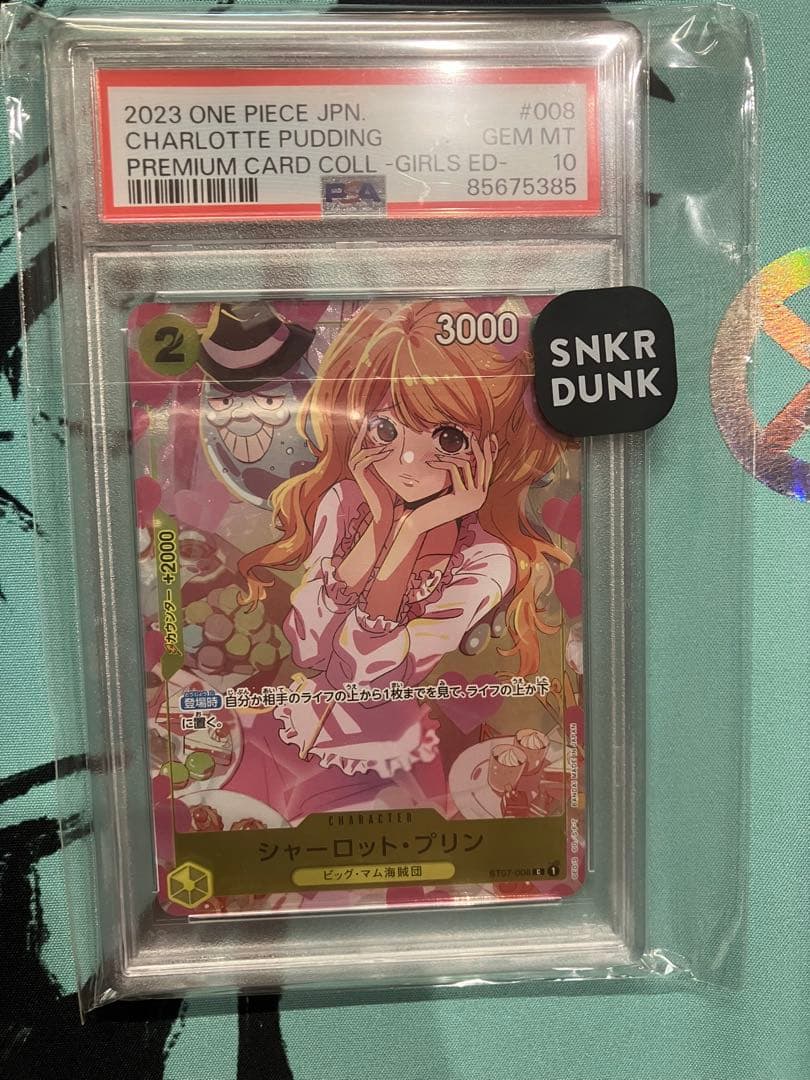 2023 ONE PIECE JPN. #008
CHARLOTTE PUDDING GEM MT
PREMIUM CARD COLL -GIRLS ED- 10
PSA 85675385
2 3000
SNKR
DUNK
カウンター +2000
登場時 自分か相手のライフの上から1枚までを見て、ライフの上か下
に置く。
BANDAI MADE IN JAPAN
CHARACTER
シャーロット・プリン
ビッグ・マム海賊団
ST07-008 C 1